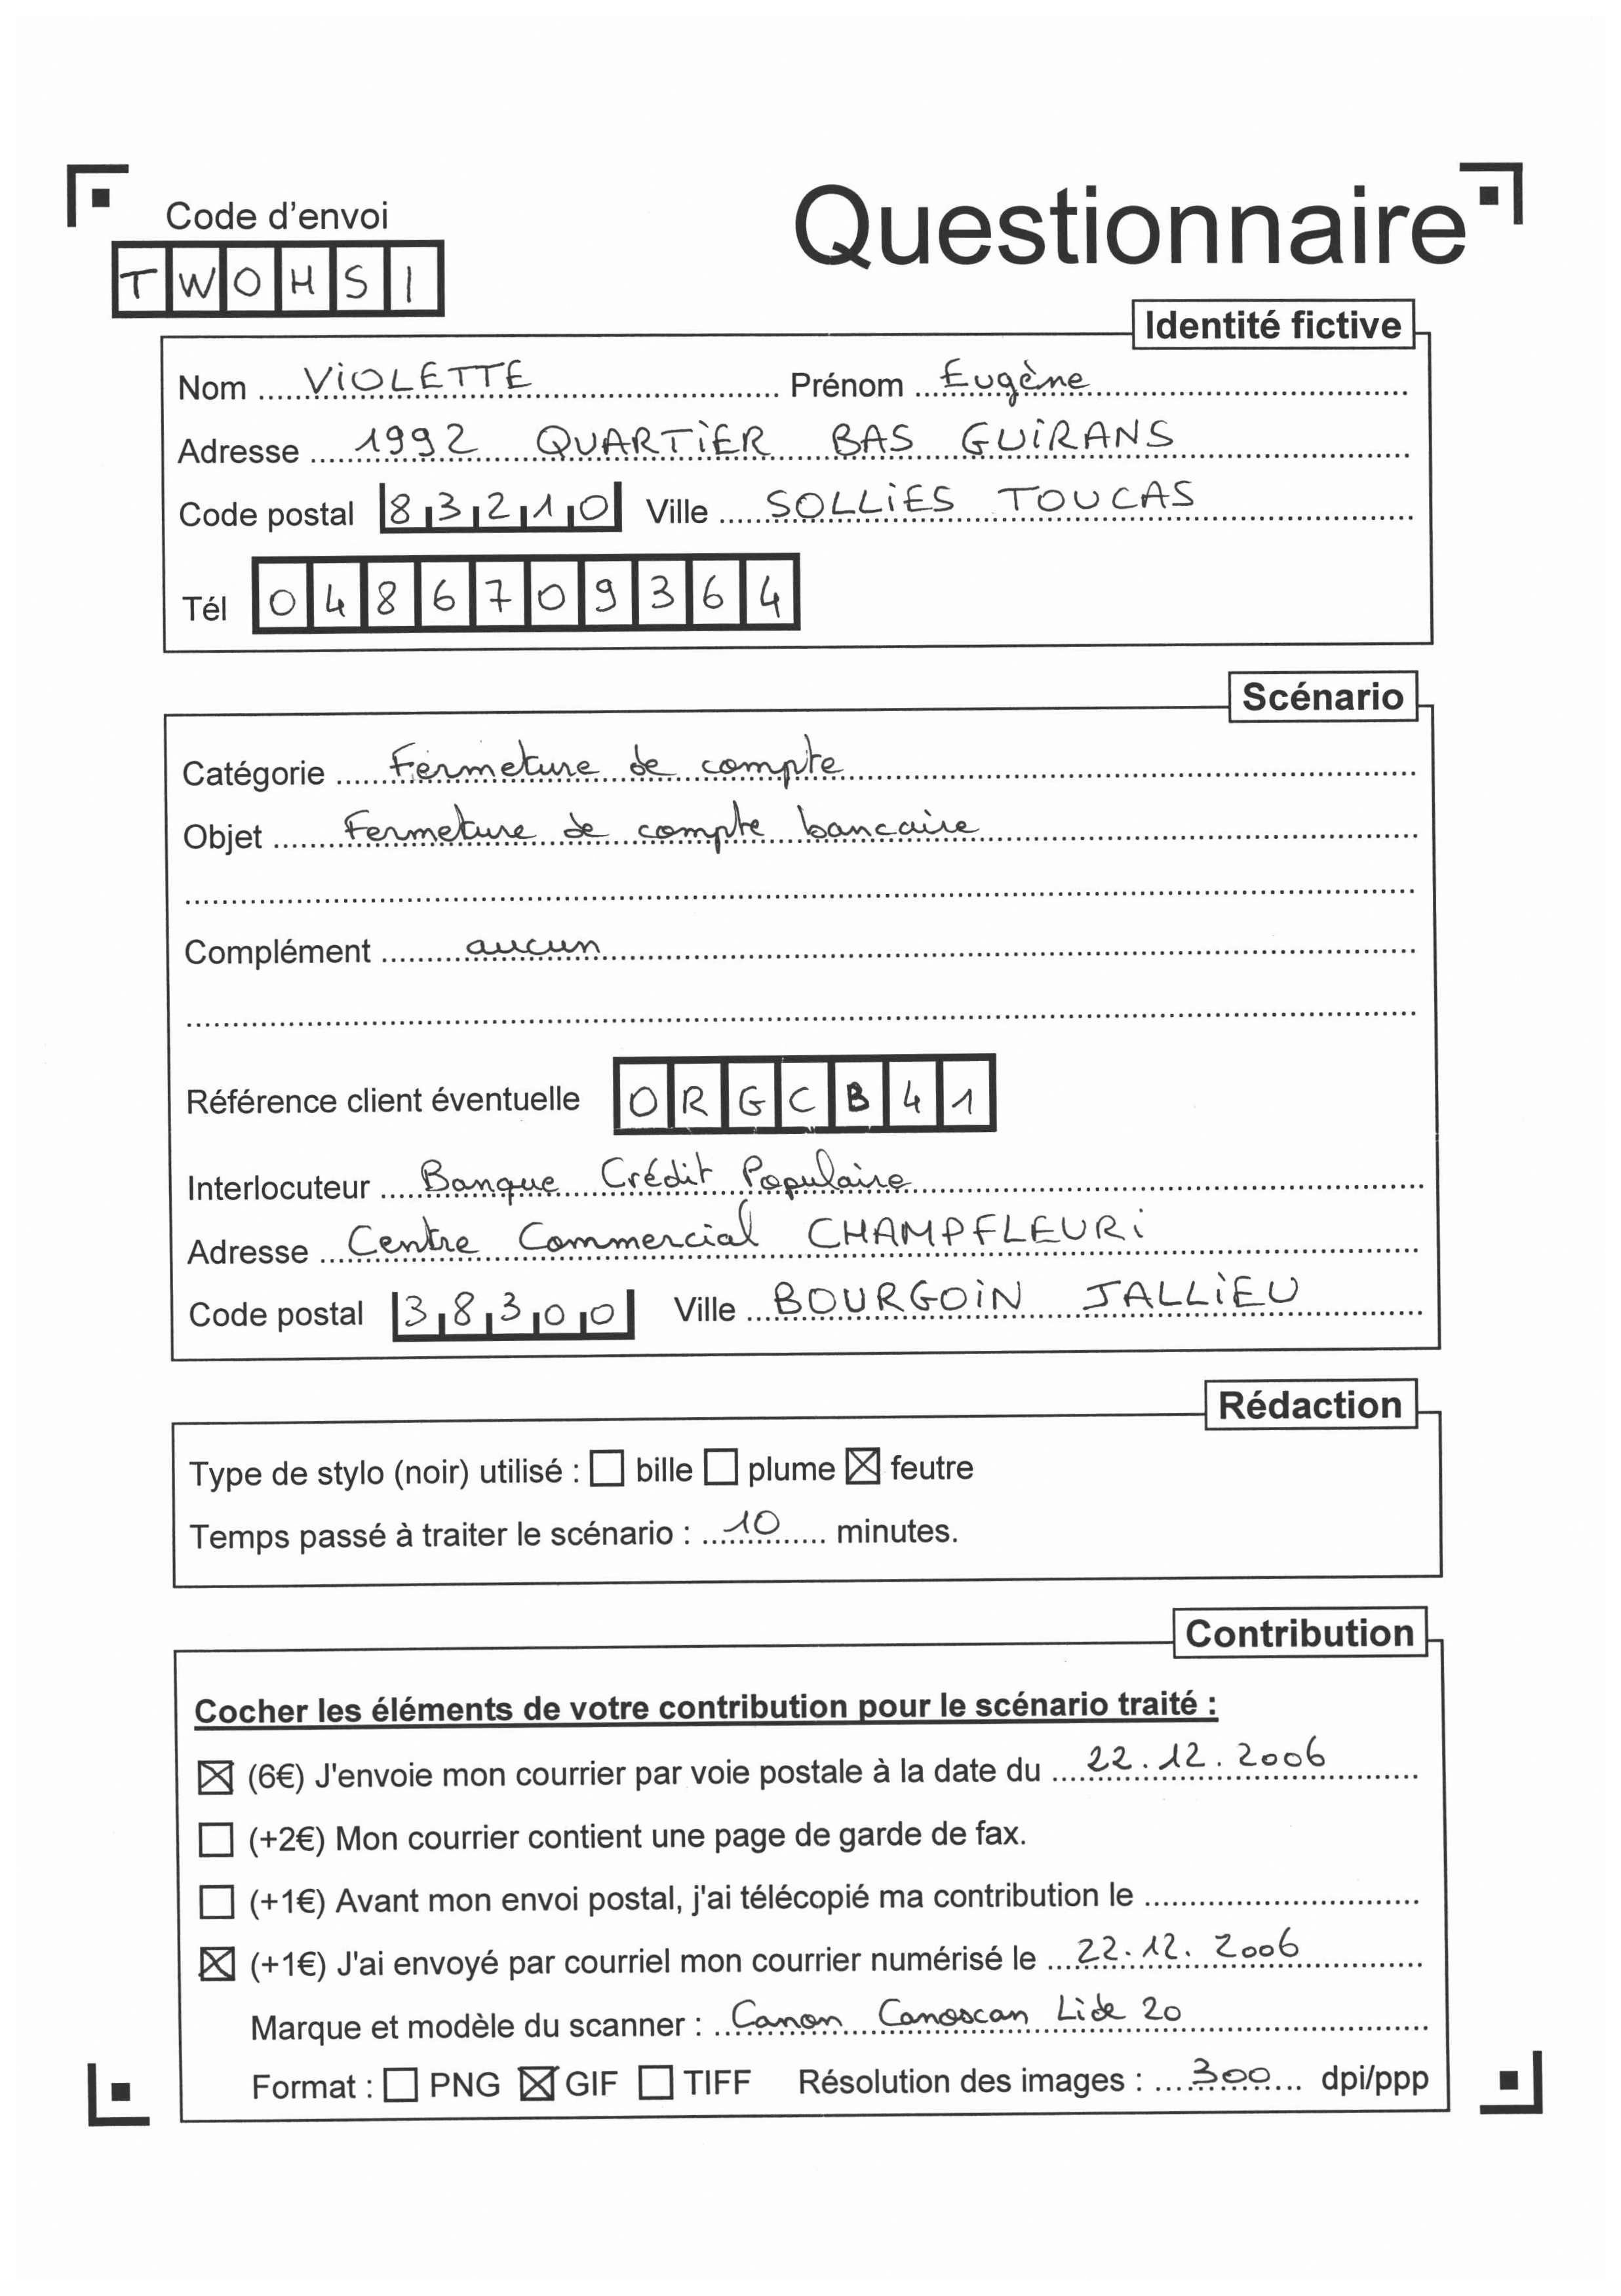 Code d'envoi
Questionnaire
TWOHSI
Identité fictive
Nom VIOLETTE Prénom Eugène
Adresse 1992 QUARTIER BAS GUIRANS
Code postal 83210 Ville SOLLIES TOUCAS
Tél 0486709364
Scénario
Catégorie Fermeture de compte
Objet Fermeture de compte bancaire
Complément aucun
Référence client éventuelle ORGCB41
Interlocuteur Banque Crédit Populaire
Adresse Centre Commercial CHAMPFLEURI
Code postal 38300 Ville BOURGOIN JALLIEU
Rédaction
Type de stylo (noir) utilisé : ☐ bille ☐ plume ☒ feutre
Temps passé à traiter le scénario : 10 minutes.
Contribution
Cocher les éléments de votre contribution pour le scénario traité :
☒ (6€) J'envoie mon courrier par voie postale à la date du 22.12.2006
☐ (+2€) Mon courrier contient une page de garde de fax.
☐ (+1€) Avant mon envoi postal, j'ai télécopié ma contribution le
☒ (+1€) J'ai envoyé par courriel mon courrier numérisé le 22.12.2006
Marque et modèle du scanner : Canon Canoscan Lide 20
Format : ☐ PNG ☒ GIF ☐ TIFF Résolution des images : 300 dpi/ppp